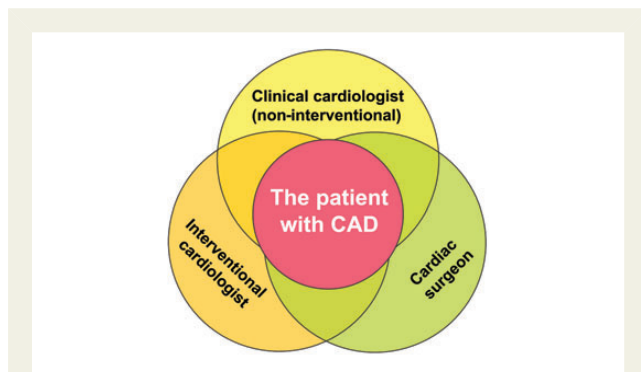 Clinical cardiologist
(non-interventional)
The patient
with CAD
Interventional
cardiologist
Cardiac
surgeon